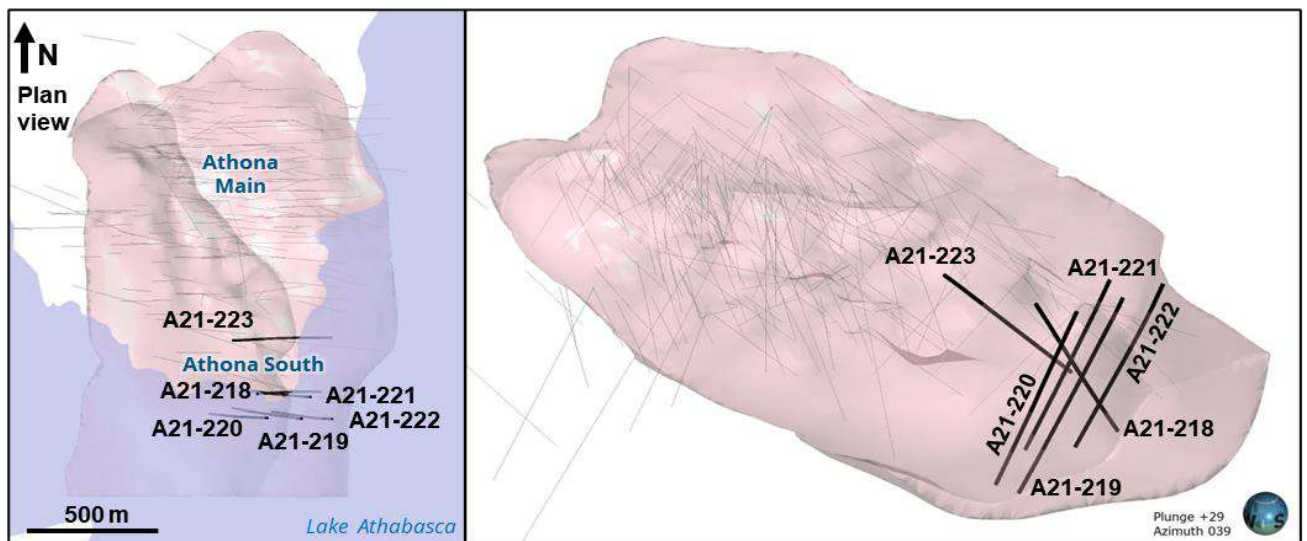 N
Plan
view
Athona
Main
A21-223
Athona South
A21-218
A21-221
A21-220
A21-222
A21-219
500 m
Lake Athabasca
A21-223
A21-221
A21-222
A21-220
A21-218
A21-219
Plunge +29
Azimuth 039
S